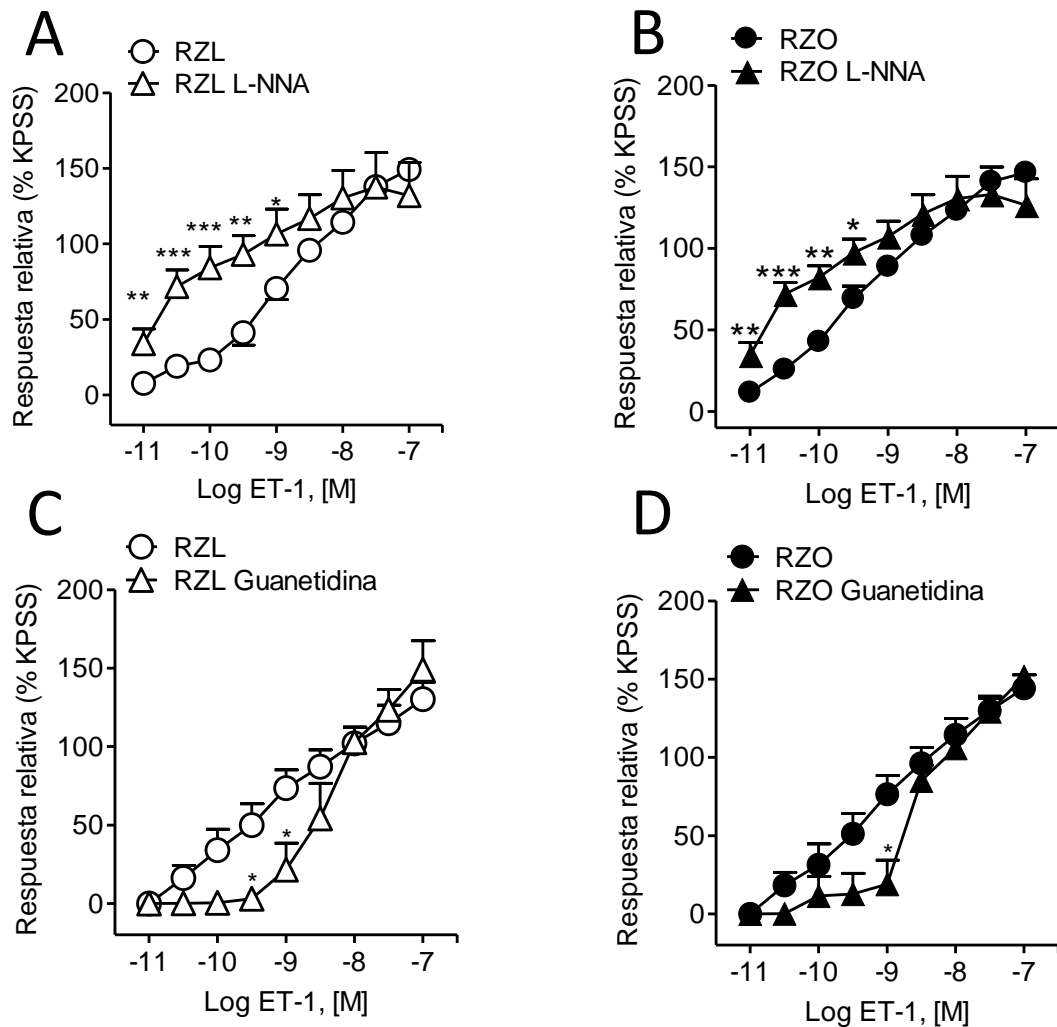 A
RZL
RZL L-NNA
Respuesta relativa (% KPSS)
200
150
100
50
0
**
***
***
**
*
-11
-10
-9
-8
-7
Log ET-1, [M]
B
RZO
RZO L-NNA
Respuesta relativa (% KPSS)
200
150
100
50
0
**
***
**
*
-11
-10
-9
-8
-7
Log ET-1, [M]
C
RZL
RZL Guanetidina
Respuesta relativa (% KPSS)
200
150
100
50
0
*
*
-11
-10
-9
-8
-7
Log ET-1, [M]
D
RZO
RZO Guanetidina
Respuesta relativa (% KPSS)
200
150
100
50
0
*
-11
-10
-9
-8
-7
Log ET-1, [M]